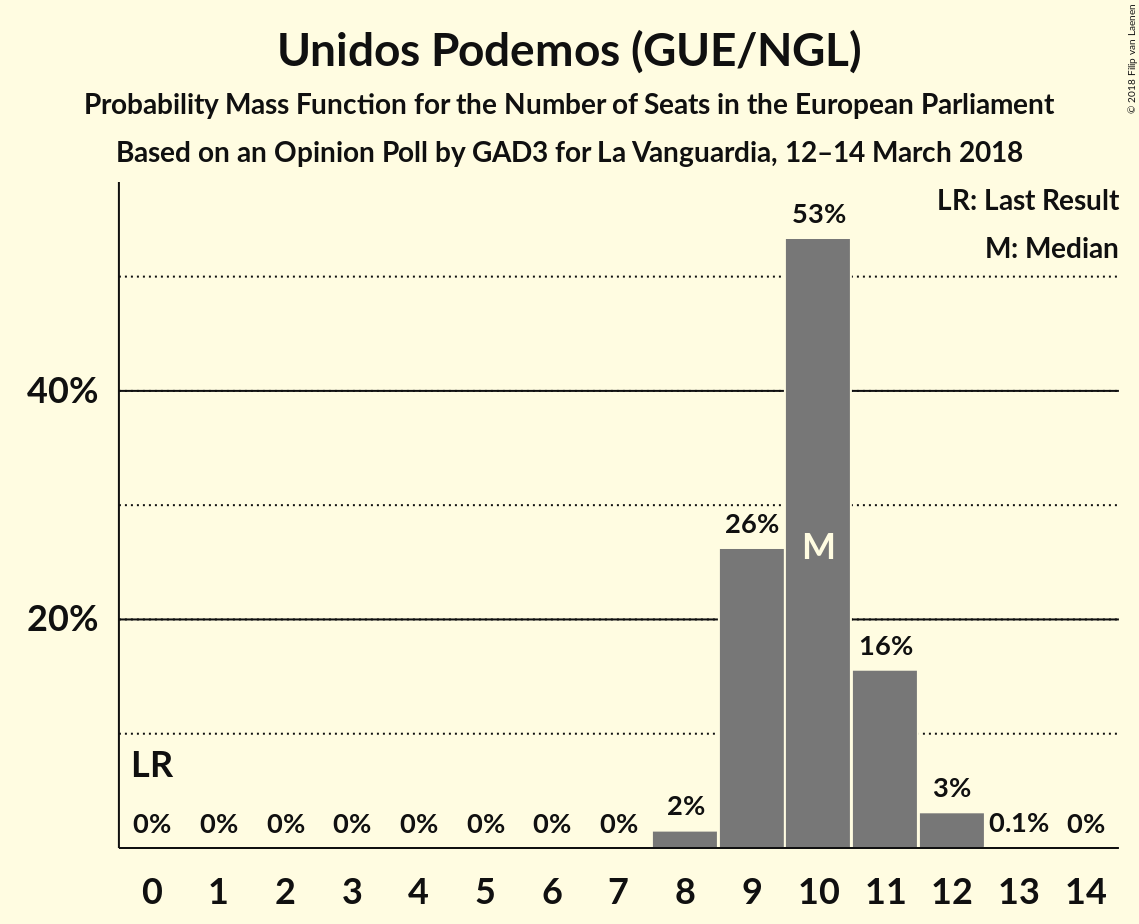 Unidos Podemos (GUE/NGL)
Probability Mass Function for the Number of Seats in the European Parliament
Based on an Opinion Poll by GAD3 for La Vanguardia, 12–14 March 2018
© 2018 Filip van Laenen
LR: Last Result
M: Median
53%
40%
26%
M
20%
16%
LR
3%
2%
0% 0% 0% 0% 0% 0% 0% 0% 0.1% 0%
0 1 2 3 4 5 6 7 8 9 10 11 12 13 14